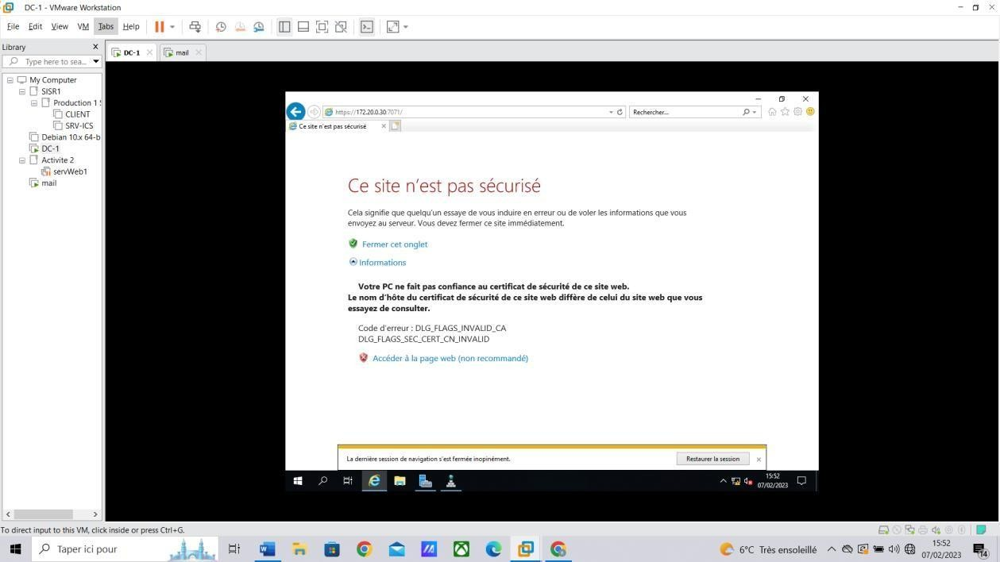 DC-1 - VMware Workstation
File Edit View VM Tabs Help
Library
Type here to sea...
DC-1
mail
My Computer
SISR1
Production 1
CLIENT
SRV-ICS
Debian 10.x 64-b
DC-1
Activite 2
servWeb1
mail
https://172.20.0.30:7071/
Rechercher...
Ce site n'est pas sécurisé
Ce site n'est pas sécurisé
Cela signifie que quelqu'un essaye de vous induire en erreur ou de voler les informations que vous
envoyez au serveur. Vous devez fermer ce site immédiatement.
Fermer cet onglet
Informations
Votre PC ne fait pas confiance au certificat de sécurité de ce site web.
Le nom d'hôte du certificat de sécurité de ce site web diffère de celui du site web que vous
essayez de consulter.
Code d'erreur : DLG_FLAGS_INVALID_CA
DLG_FLAGS_SEC_CERT_CN_INVALID
Accéder à la page web (non recommandé)
La dernière session de navigation s'est fermée inopinément.
Restaurer la session
15:52
07/02/2023
To direct input to this VM, click inside or press Ctrl+G.
Taper ici pour
6°C Très ensoleillé
15:52
07/02/2023
14